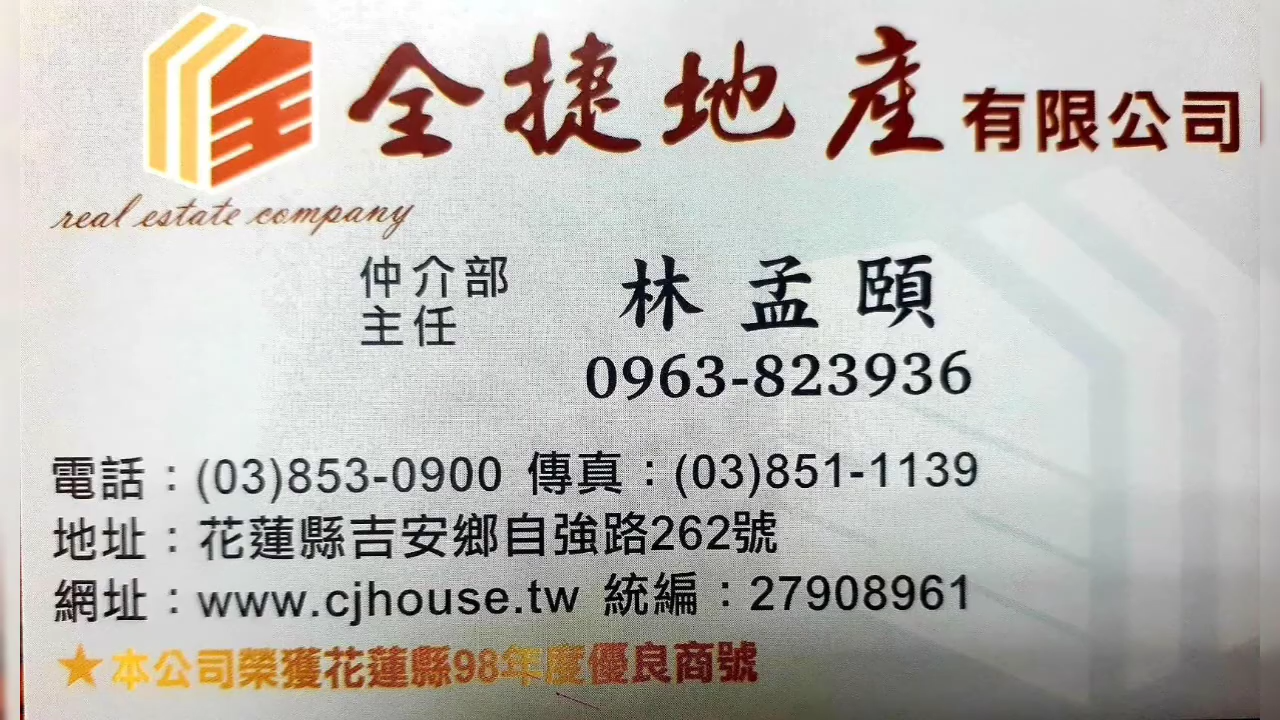 全捷地產有限公司
real estate company
仲介部
主任
林孟頤
0963-823936
電話：(03)853-0900 傳真：(03)851-1139
地址：花蓮縣吉安鄉自強路262號
網址：www.cjhouse.tw 統編：27908961
★本公司榮獲花蓮縣98年度優良商號